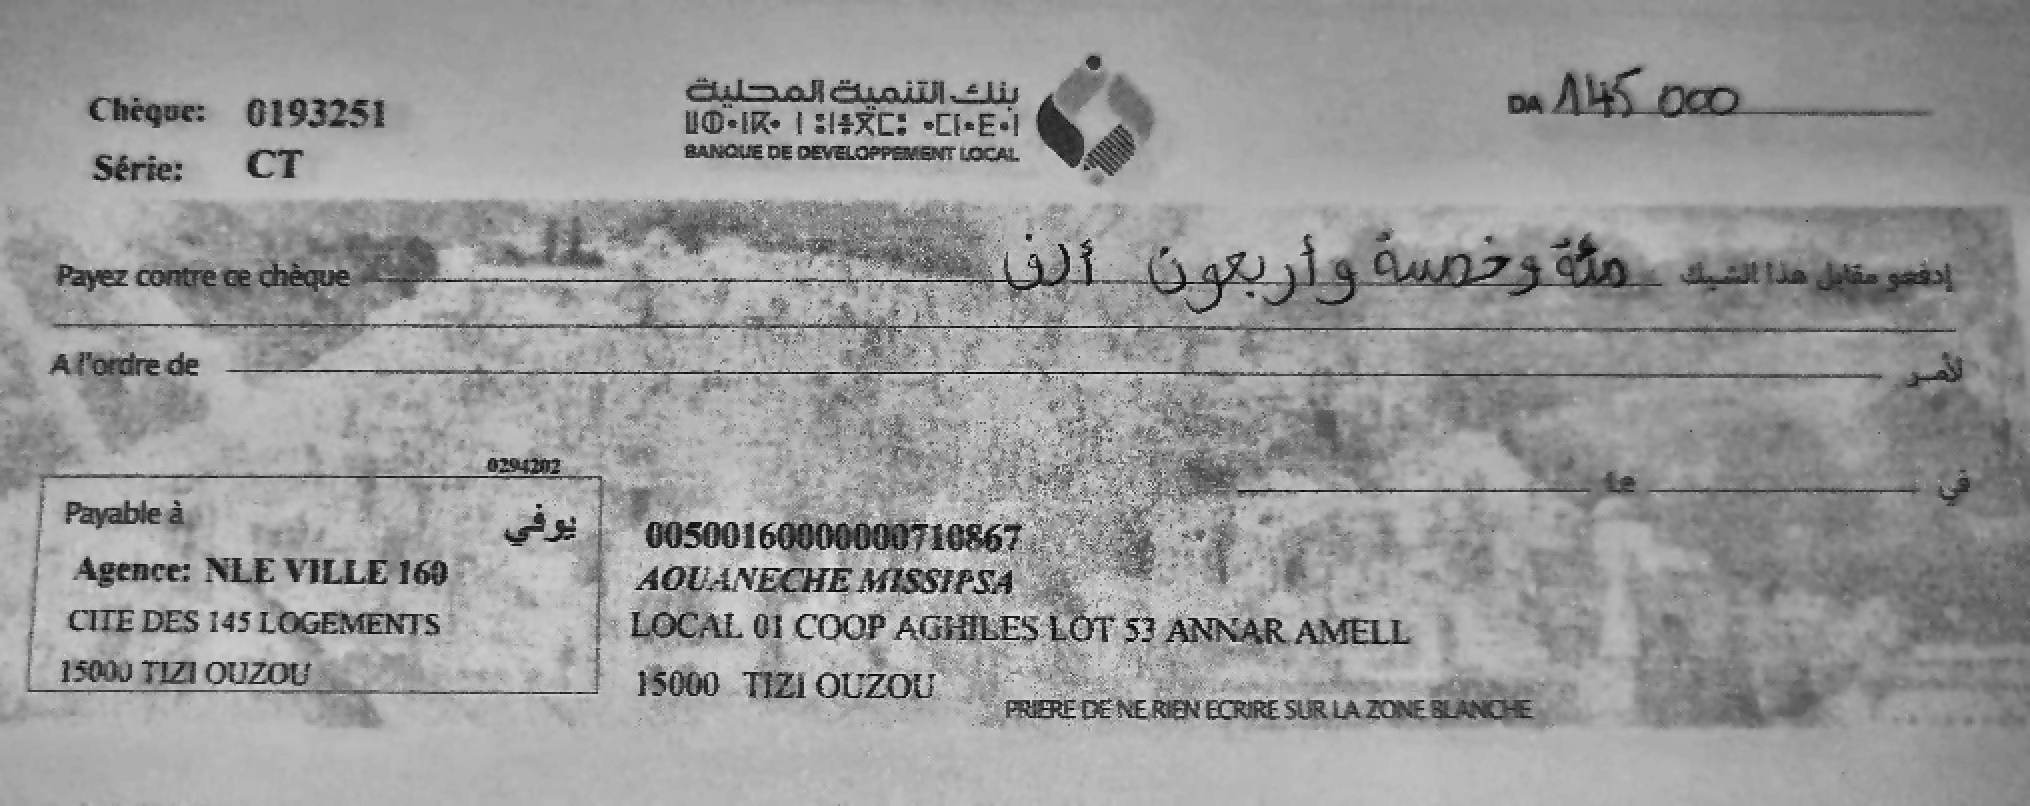 Chèque: 0193251
Série: CT
بنك التنمية المحلية
BANQUE DE DEVELOPPEMENT LOCAL
DA 145 000
Payez contre ce chèque مئة وخمسة وأربعون ألف إدفعو مقابل هذا الشيك
A l'ordre de لأمر
0294202
Le في
Payable à يوفي
Agence: NLE VILLE 160
CITE DES 145 LOGEMENTS
15000 TIZI OUZOU
00500160000000710867
AOUANECHE MISSIPSA
LOCAL 01 COOP AGHILES LOT 53 ANNAR AMELL
15000 TIZI OUZOU
PRIERE DE NE RIEN ECRIRE SUR LA ZONE BLANCHE